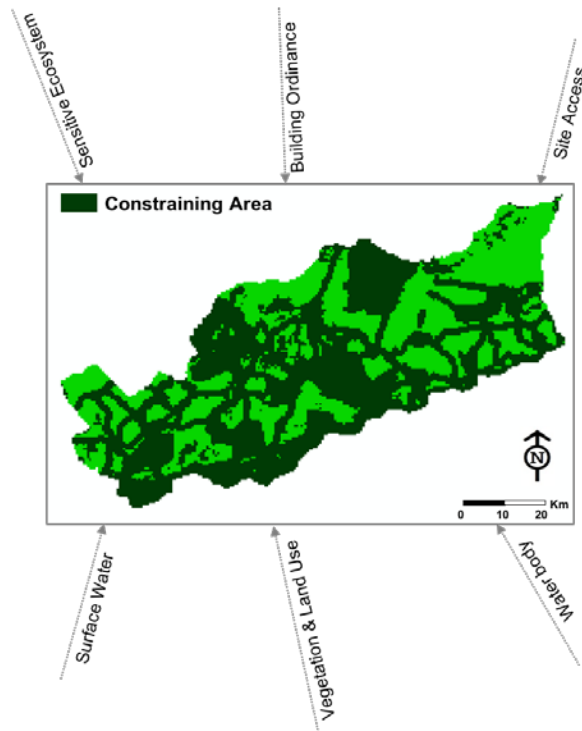 Sensitive Ecosystem
Building Ordinance
Site Access
Constraining Area
N
Km
0 10 20
Surface Water
Vegetation & Land Use
Water body